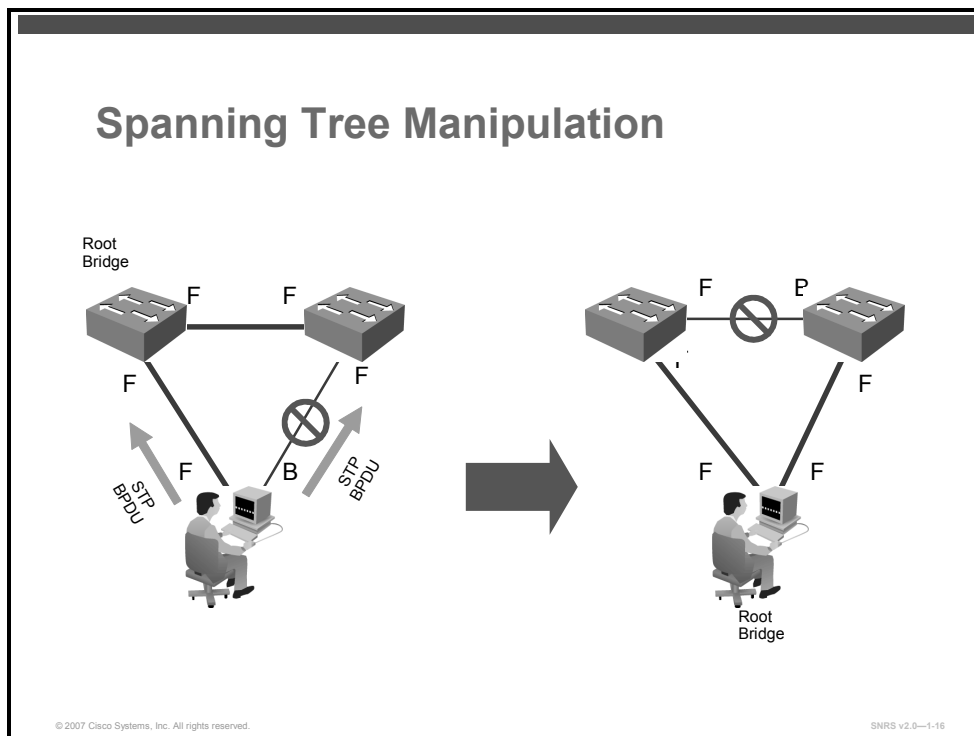 Spanning Tree Manipulation
Root
Bridge
F F
F F
F B
STP
BPDU
STP
BPDU
F B
F
F F
Root
Bridge
© 2007 Cisco Systems, Inc. All rights reserved.
SNRS v2.0—1-16